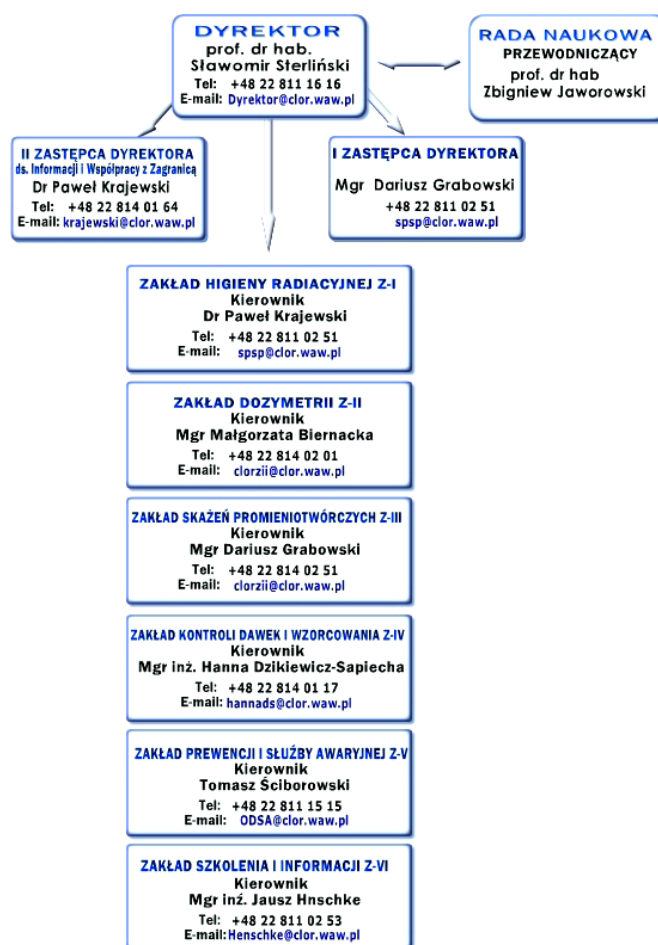 DYREKTOR
prof. dr hab.
Sławomir Sterliński
Tel: +48 22 811 16 16
E-mail: Dyrektor@clor.waw.pl
RADA NAUKOWA
PRZEWODNICZĄCY
prof. dr hab
Zbigniew Jaworowski
II ZASTĘPCA DYREKTORA
ds. Informacji i Współpracy z Zagranicą
Dr Paweł Krajewski
Tel: +48 22 814 01 64
E-mail: krajewski@clor.waw.pl
I ZASTĘPCA DYREKTORA
Mgr Dariusz Grabowski
+48 22 811 02 51
spsp@clor.waw.pl
ZAKŁAD HIGIENY RADIACYJNEJ Z-I
Kierownik
Dr Paweł Krajewski
Tel: +48 22 811 02 51
E-mail: spsp@clor.waw.pl
ZAKŁAD DOZYMETRII Z-II
Kierownik
Mgr Małgorzata Biernacka
Tel: +48 22 814 02 01
E-mail: clorzii@clor.waw.pl
ZAKŁAD SKAŻEŃ PROMIENIOTWÓRCZYCH Z-III
Kierownik
Mgr Dariusz Grabowski
Tel: +48 22 814 02 51
E-mail: clorzii@clor.waw.pl
ZAKŁAD KONTROLI DAWEK I WZORCOWANIA Z-IV
Kierownik
Mgr inż. Hanna Dzikiewicz-Sapiecha
Tel: +48 22 814 01 17
E-mail: hannads@clor.waw.pl
ZAKŁAD PREWENCJI I SŁUŻBY AWARYJNEJ Z-V
Kierownik
Tomasz Ściborowski
Tel: +48 22 811 15 15
E-mail: ODSA@clor.waw.pl
ZAKŁAD SZKOLENIA I INFORMACJI Z-VI
Kierownik
Mgr inź. Jausz Hnschke
Tel: +48 22 811 02 53
E-mail: Henschke@clor.waw.pl